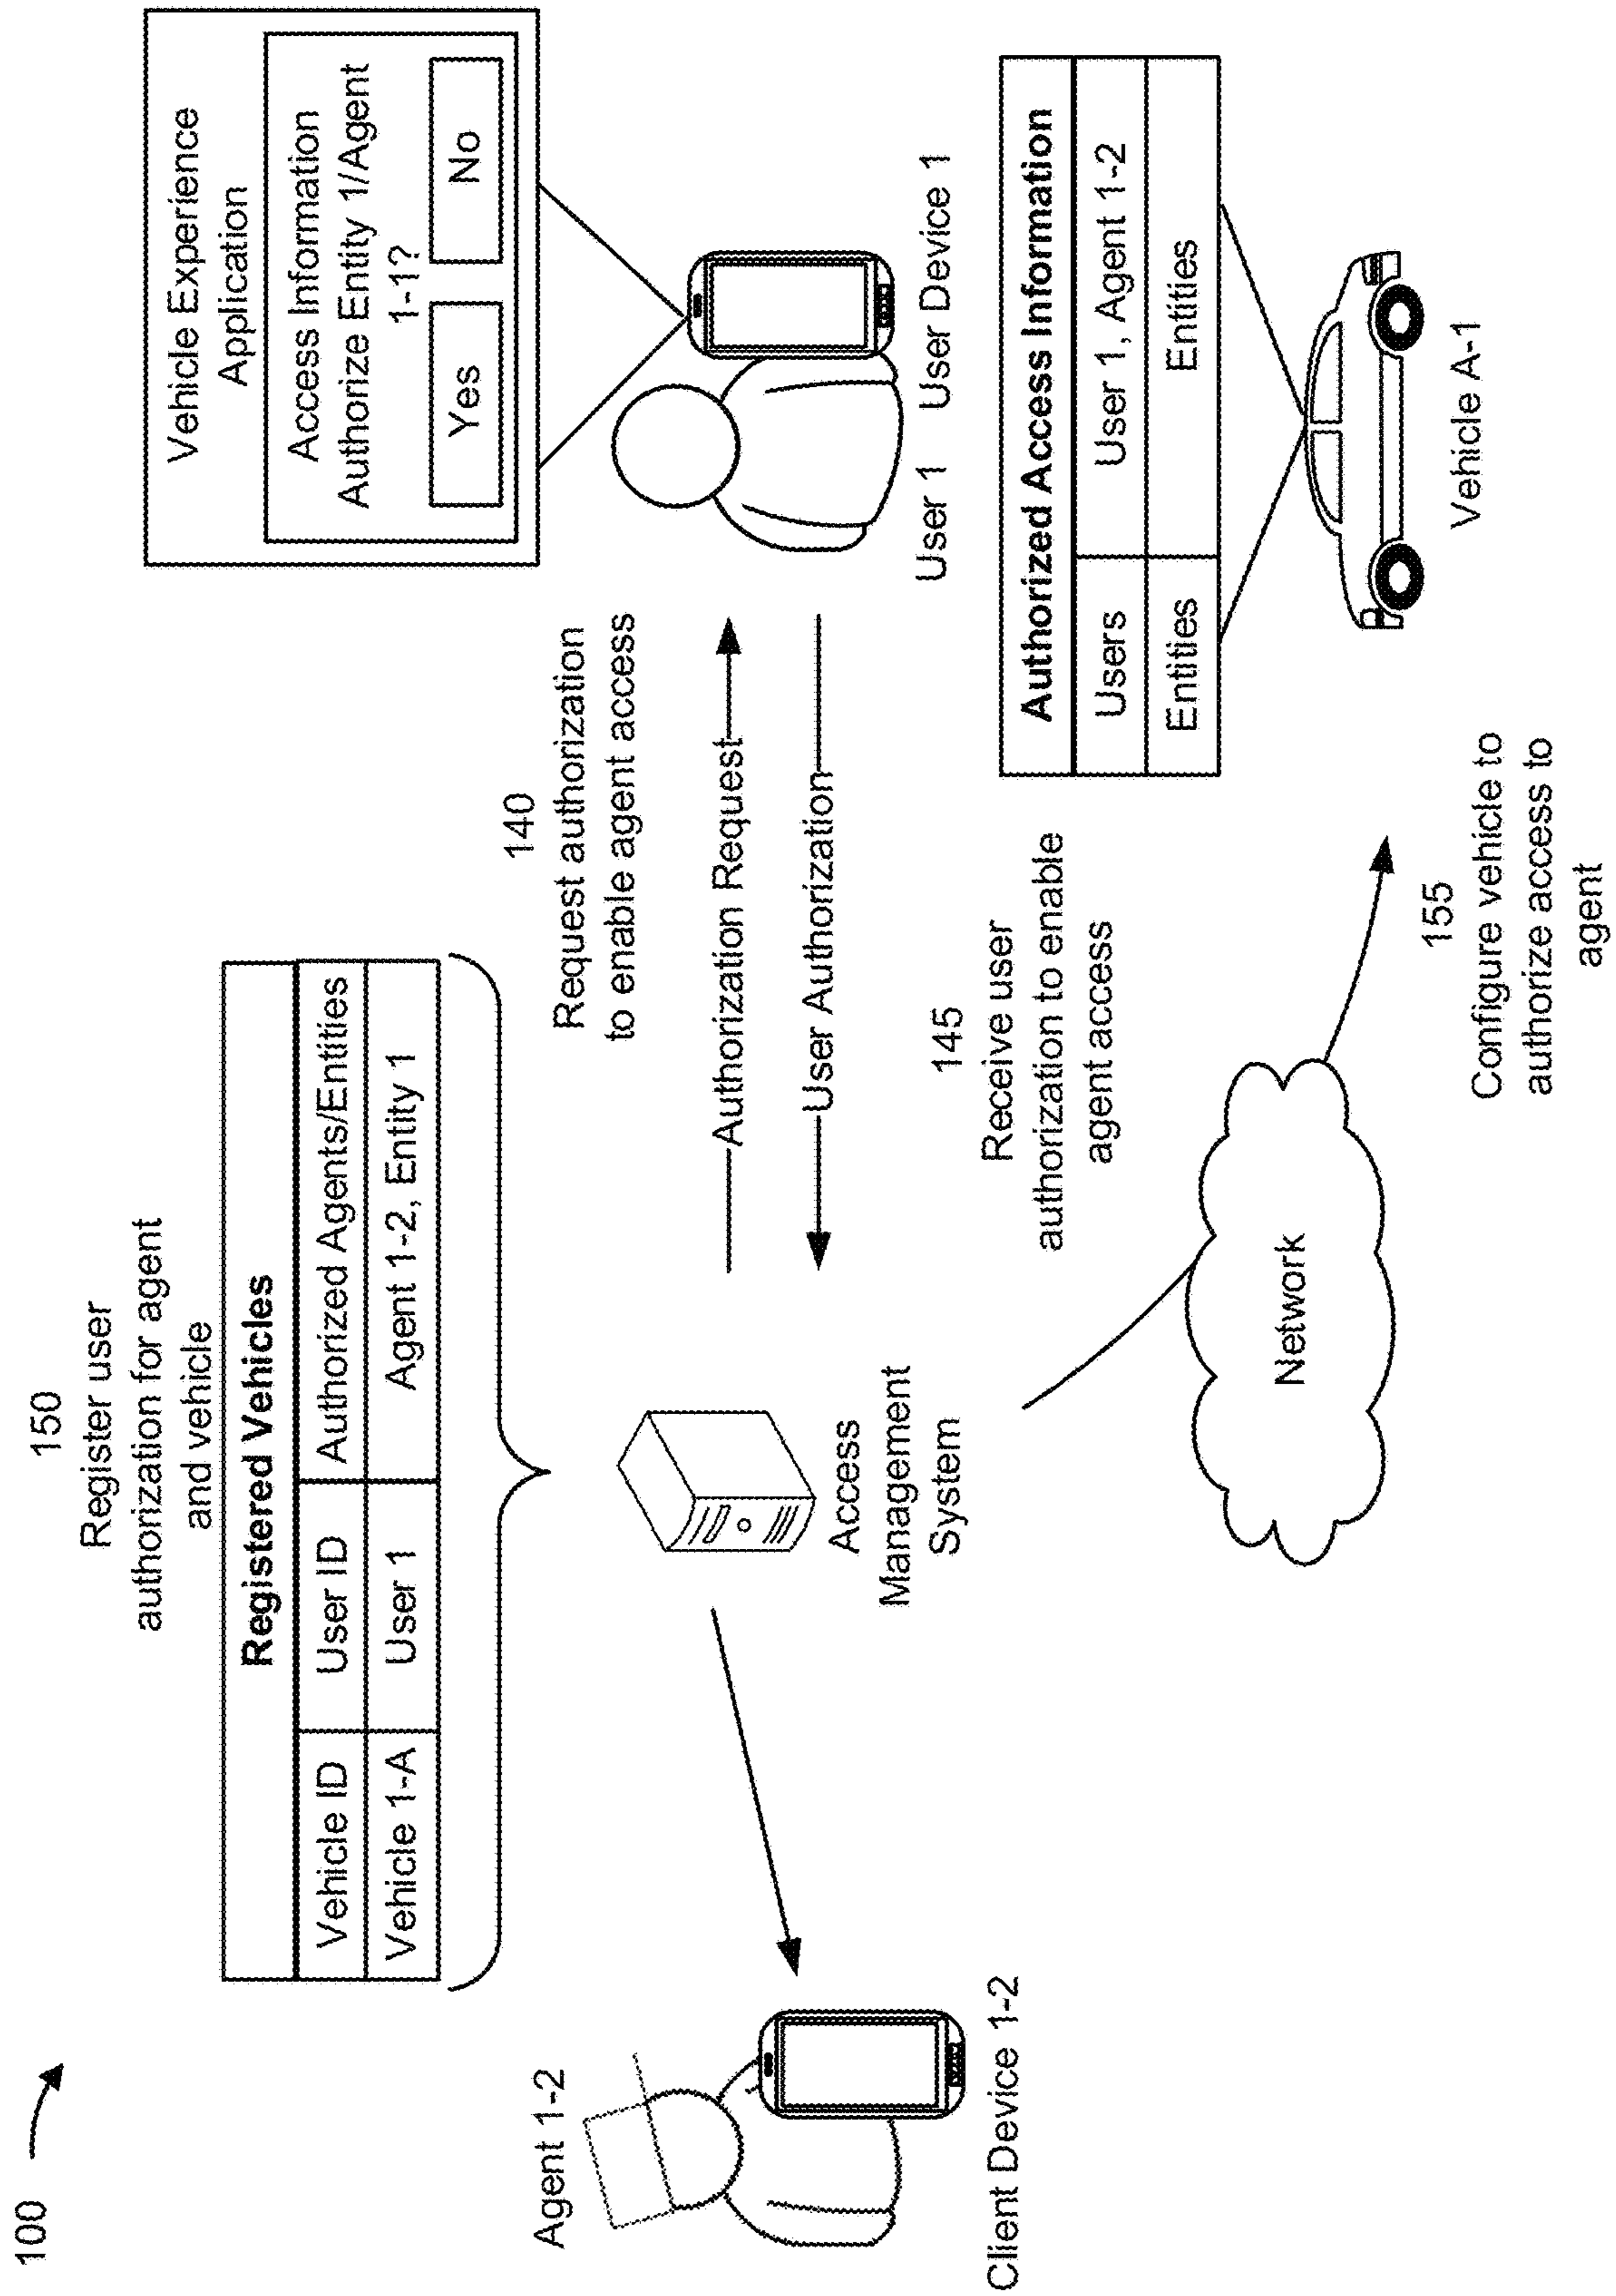 100
150
Register user
authorization for agent
and vehicle
Registered Vehicles
Vehicle ID
User ID
Authorized Agents/Entities
Vehicle 1-A
User 1
Agent 1-2, Entity 1
Vehicle Experience
Application
Access Information
Authorize Entity 1/Agent
1-1?
Yes
No
140
Request authorization
to enable agent access
Authorization Request
User Authorization
Agent 1-2
Client Device 1-2
Access
Management
System
User 1
User Device 1
145
Receive user
authorization to enable
agent access
Authorized Access Information
Users
User 1, Agent 1-2
Entities
Entities
Network
Vehicle A-1
155
Configure vehicle to
authorize access to
agent